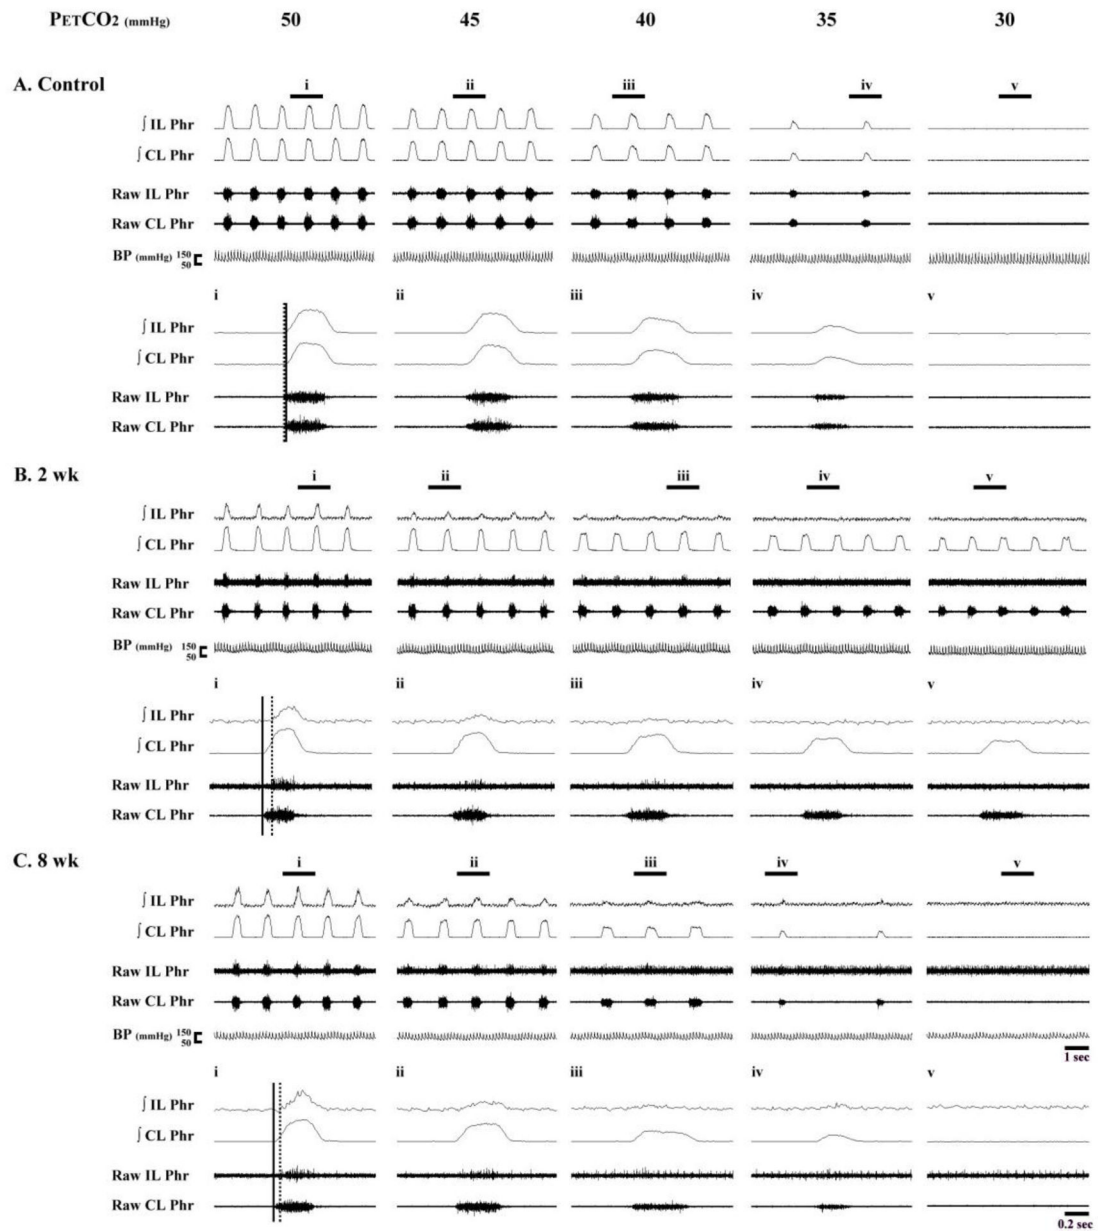 PETCO2 (mmHg) 50 45 40 35 30
A. Control
i ii iii iv v
∫ IL Phr
∫ CL Phr
Raw IL Phr
Raw CL Phr
BP (mmHg) 150
50
i ii iii iv v
∫ IL Phr
∫ CL Phr
Raw IL Phr
Raw CL Phr
B. 2 wk
i ii iii iv v
∫ IL Phr
∫ CL Phr
Raw IL Phr
Raw CL Phr
BP (mmHg) 150
50
i ii iii iv v
∫ IL Phr
∫ CL Phr
Raw IL Phr
Raw CL Phr
C. 8 wk
i ii iii iv v
∫ IL Phr
∫ CL Phr
Raw IL Phr
Raw CL Phr
BP (mmHg) 150
50
1 sec
i ii iii iv v
∫ IL Phr
∫ CL Phr
Raw IL Phr
Raw CL Phr
0.2 sec